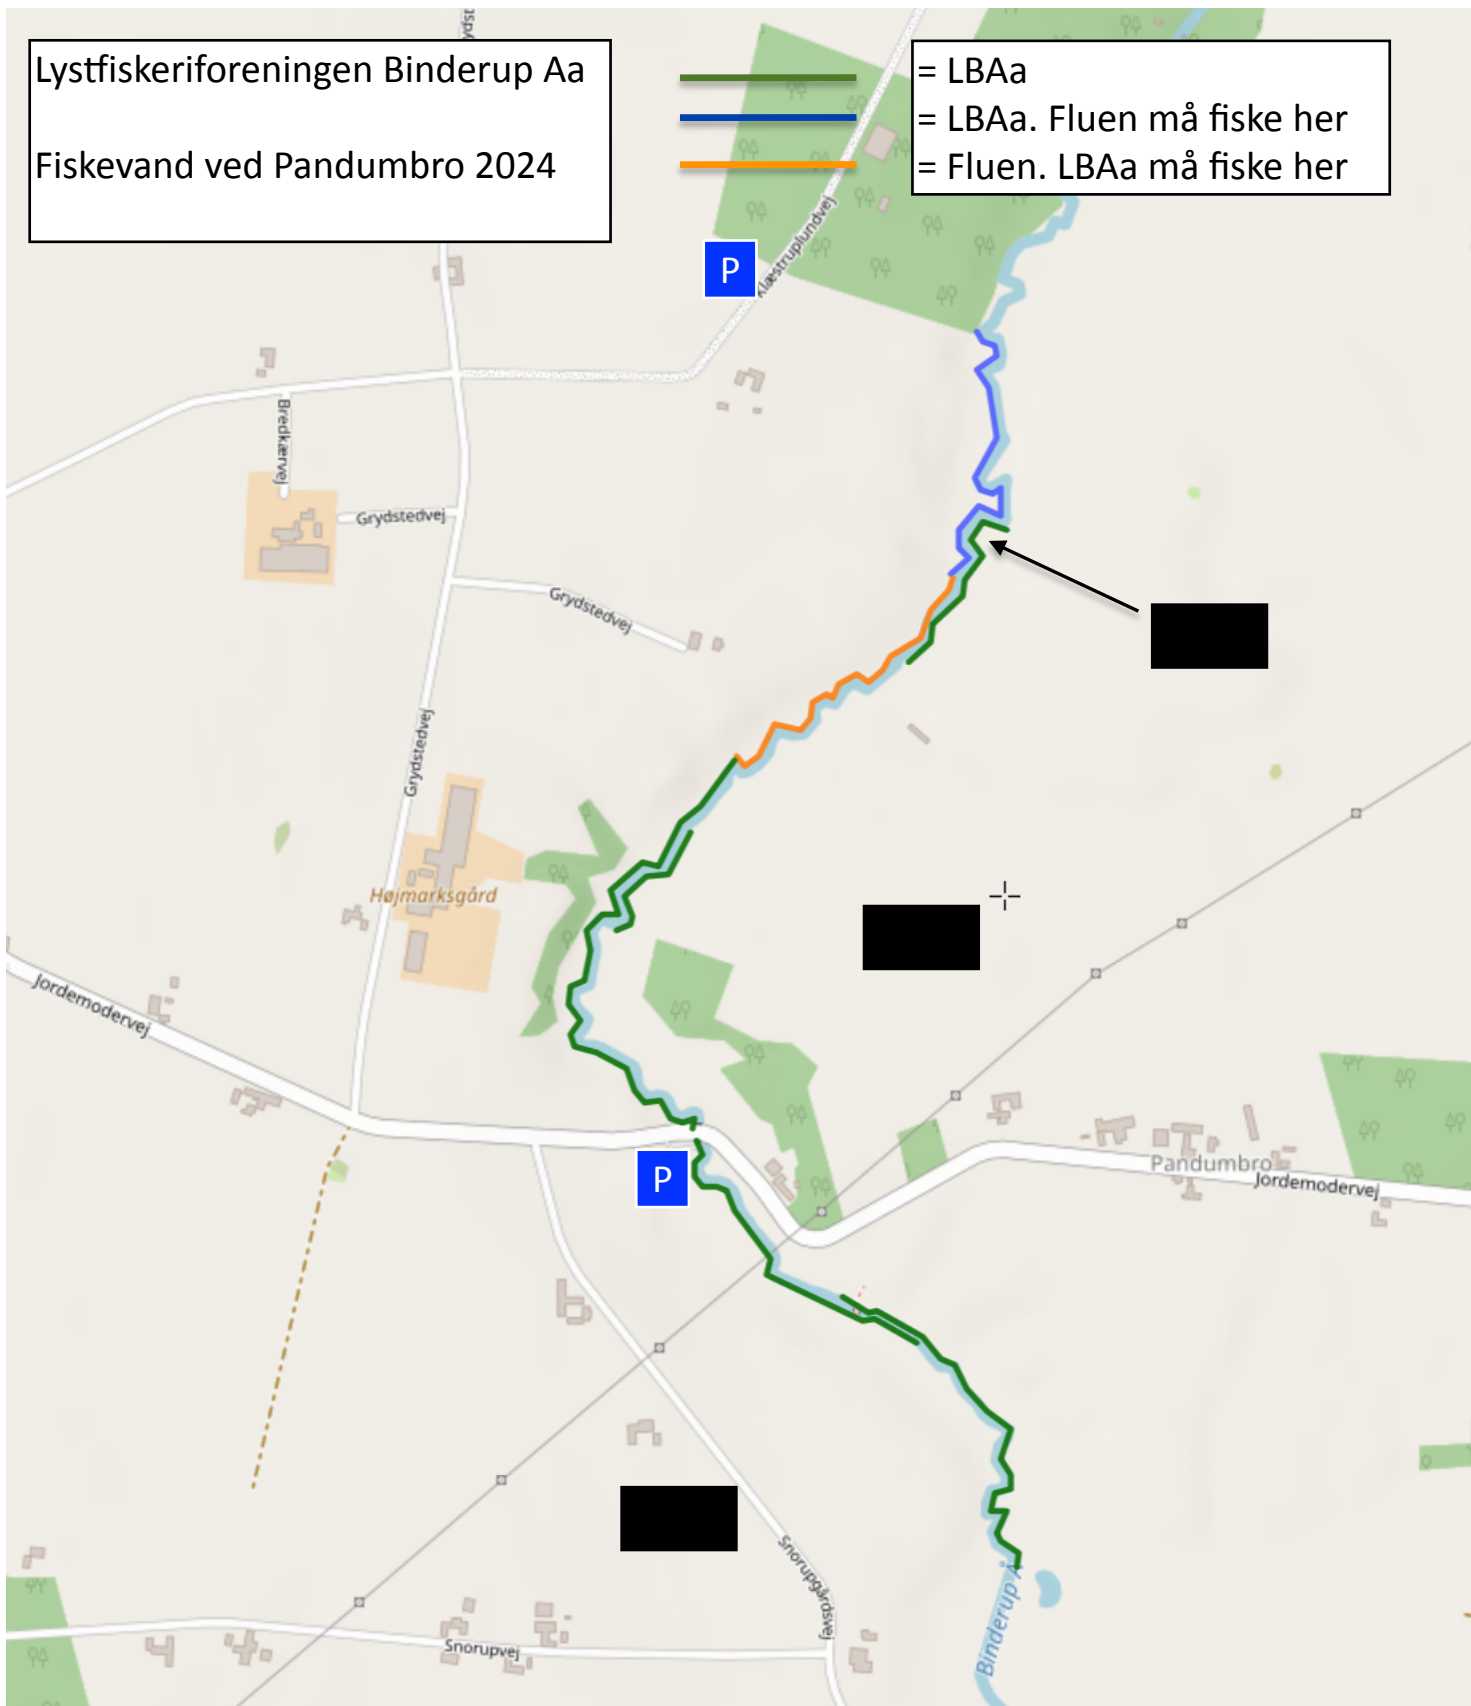 Lystfiskeriforeningen Binderup Aa
Fiskevand ved Pandumbro 2024
= LBAa
= LBAa. Fluen må fiske her
= Fluen. LBAa må fiske her
P
Klæstruplundvej
Bredkærvej
Grydstedvej
Grydstedvej
Grydstedvej
Højmarksgård
Jordemodervej
P
Pandumbro
Jordemodervej
Snorupgårdsvej
Binderup Å
Snorupvej